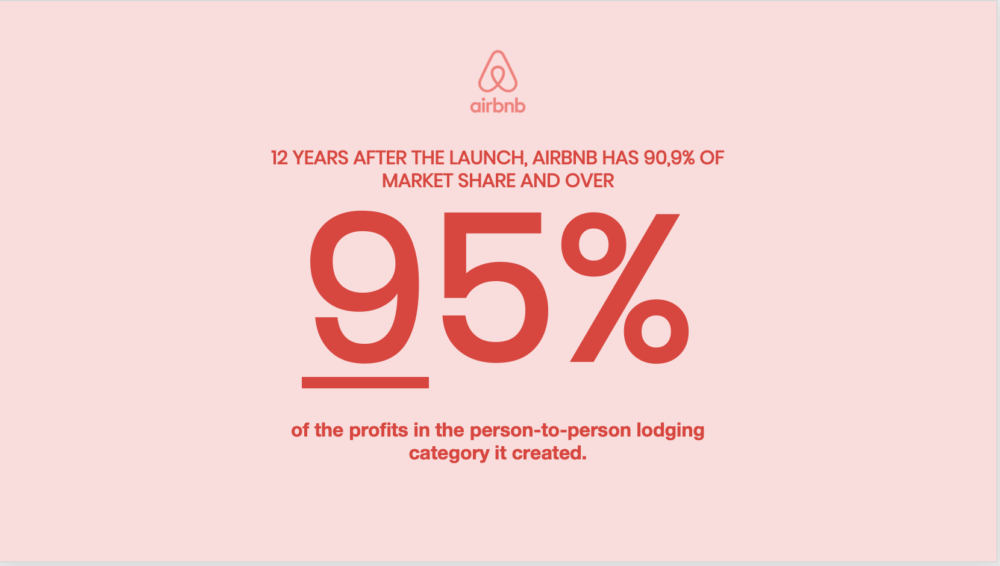 airbnb
12 YEARS AFTER THE LAUNCH, AIRBNB HAS 90,9% OF
MARKET SHARE AND OVER
95%
of the profits in the person-to-person lodging
category it created.